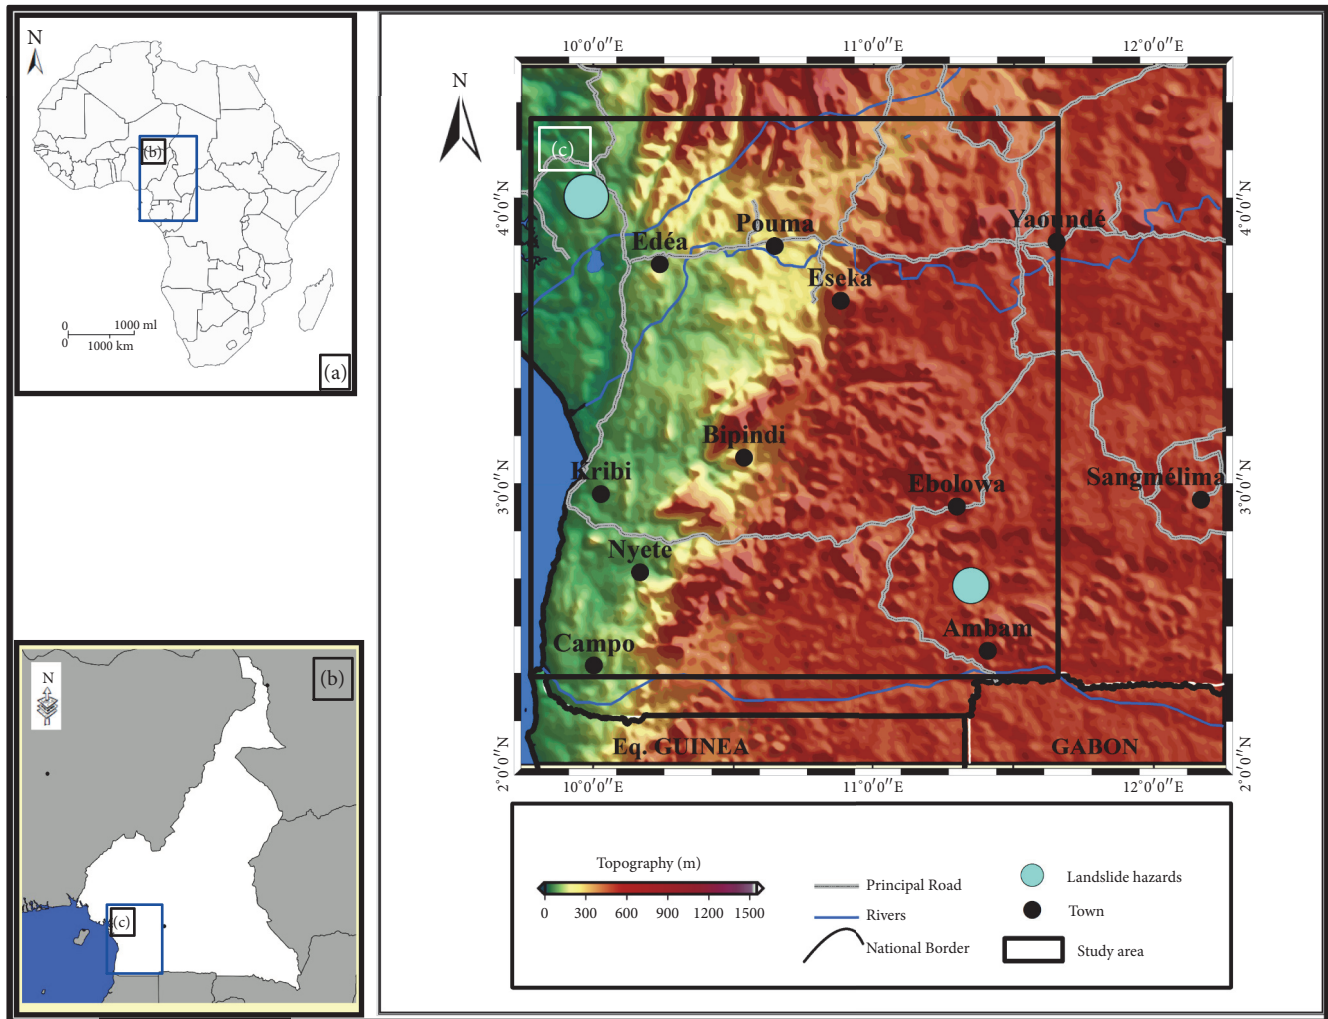 N
(b)
0 1000 ml
0 1000 km
(a)
N
(b)
(c)
10°0′0″E 11°0′0″E 12°0′0″E
N
(c)
4°0′0″N
4°0′0″N
Pouma
Yaoundé
Edéa
Eseka
Bipindi
Kribi
Ebolowa
Sangmélima
3°0′0″N
3°0′0″N
Nyete
Campo
Ambam
Eq. GUINEA
GABON
2°0′0″N
2°0′0″N
10°0′0″E 11°0′0″E 12°0′0″E
Topography (m)
0 300 600 900 1200 1500
Principal Road
Rivers
National Border
Landslide hazards
Town
Study area